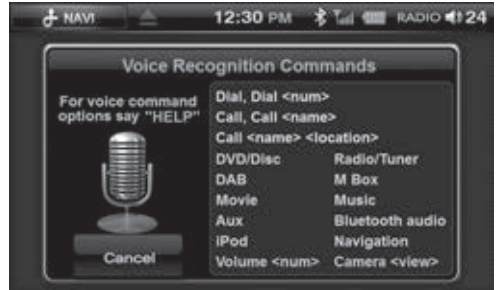 NAVI 12:30 PM RADIO 24
Voice Recognition Commands
For voice command
options say "HELP"
Cancel
Dial, Dial <num>
Call, Call <name>
Call <name> <location>
DVD/Disc Radio/Tuner
DAB M Box
Movie Music
Aux Bluetooth audio
iPod Navigation
Volume <num> Camera <view>